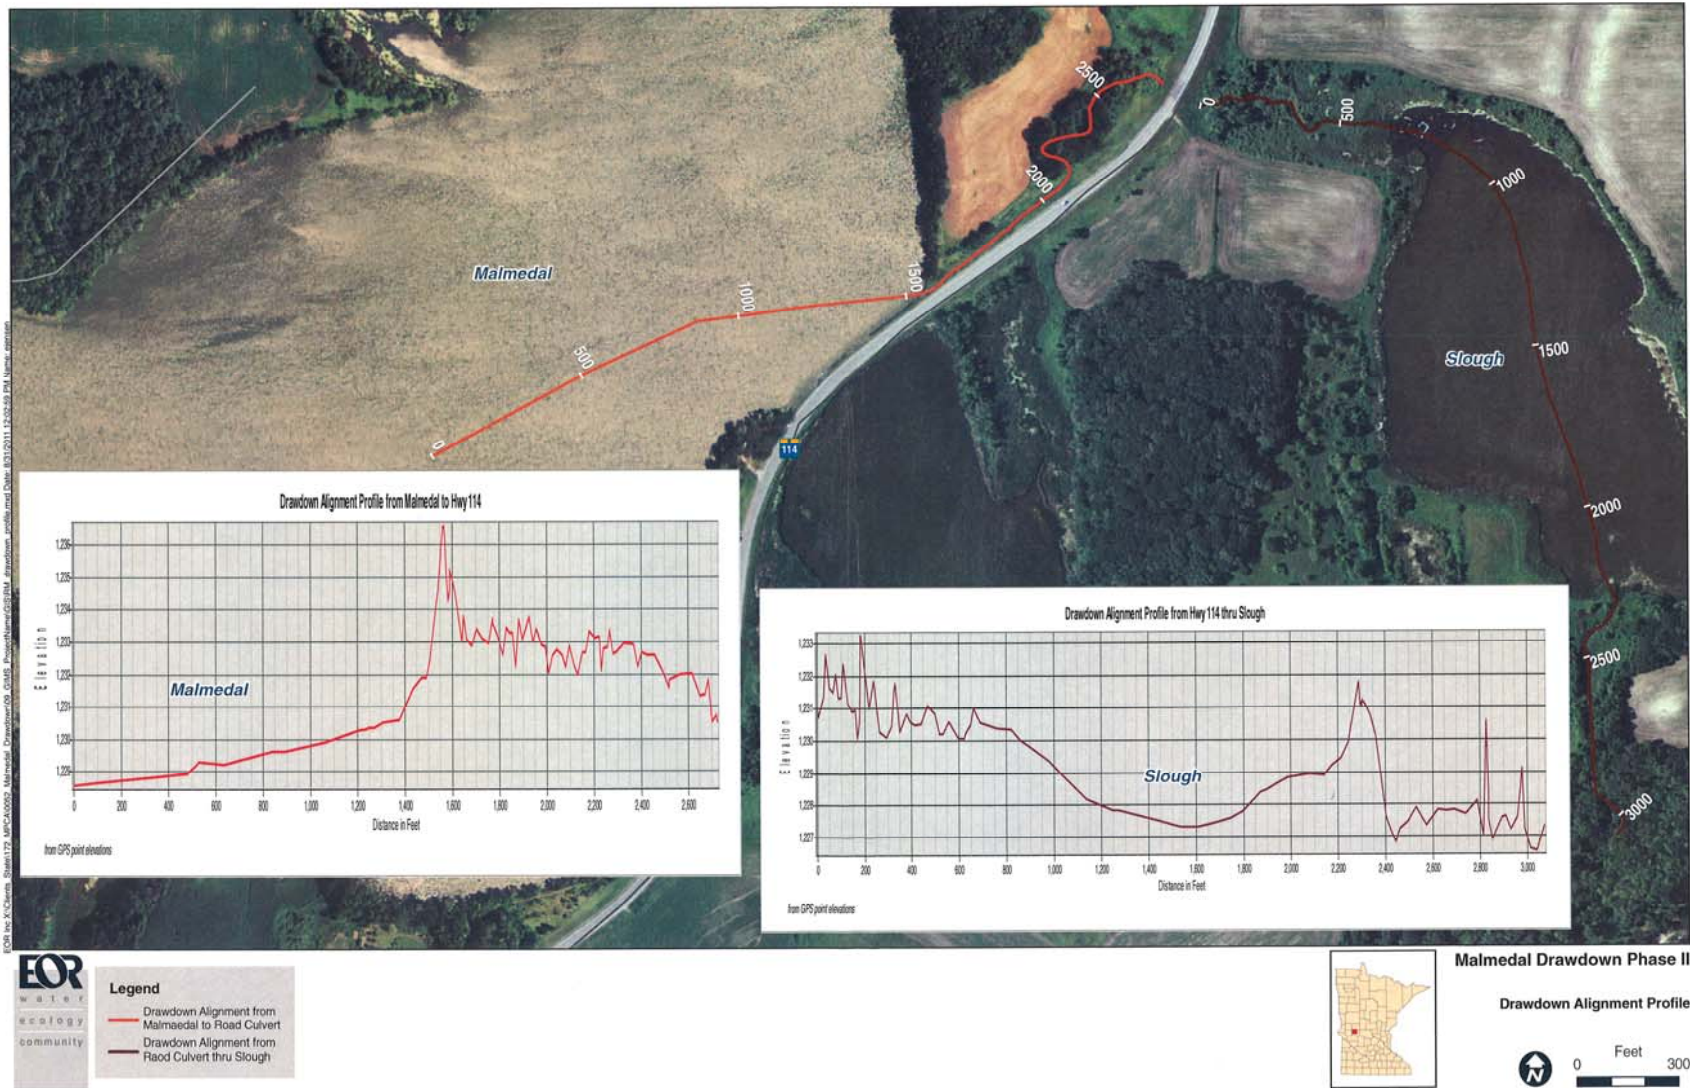 2500
0
500
2000
1000
Malmedal
1500
1000
1500
Slough
500
0
114
2000
2500
3000
Drawdown Alignment Profile from Malmedal to Hwy 114
1,236
1,235
1,234
1,233
1,232
1,231
1,230
1,229
Elevation
Malmedal
0 200 400 600 800 1,000 1,200 1,400 1,600 1,800 2,000 2,200 2,400 2,600
Distance in Feet
from GPS point elevations
Drawdown Alignment Profile from Hwy 114 thru Slough
1,233
1,232
1,231
1,230
1,229
1,228
1,227
Elevation
Slough
0 200 400 600 800 1,000 1,200 1,400 1,600 1,800 2,000 2,200 2,400 2,600 2,800 3,000
Distance in Feet
from GPS point elevations
EOR
water
ecology
community
Legend
Drawdown Alignment from
Malmaedal to Road Culvert
Drawdown Alignment from
Raod Culvert thru Slough
Malmedal Drawdown Phase II
Drawdown Alignment Profile
N
Feet
0 300